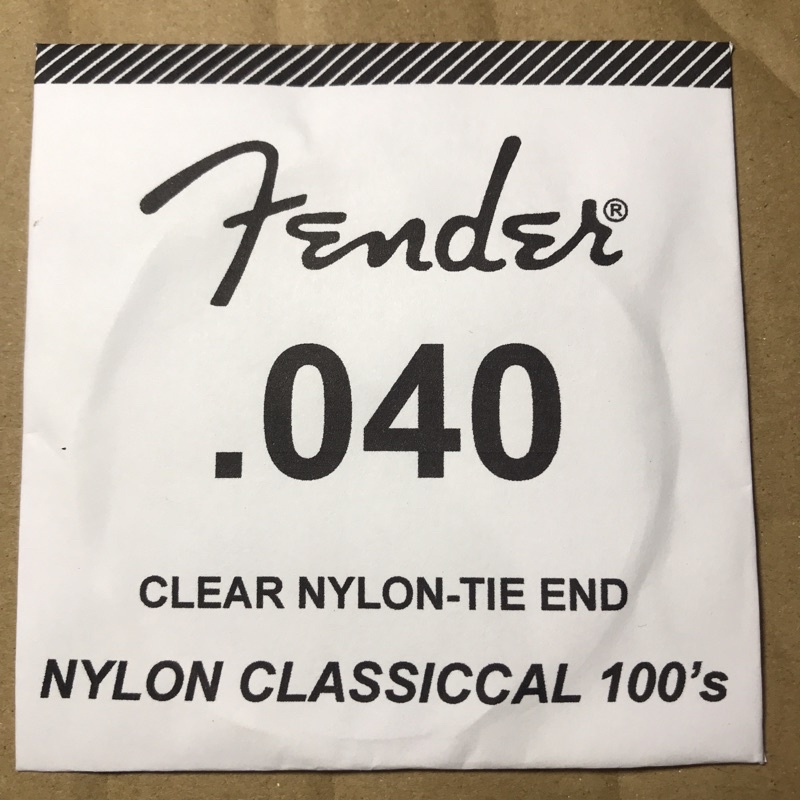 Fender®
.040
CLEAR NYLON-TIE END
NYLON CLASSICCAL 100's